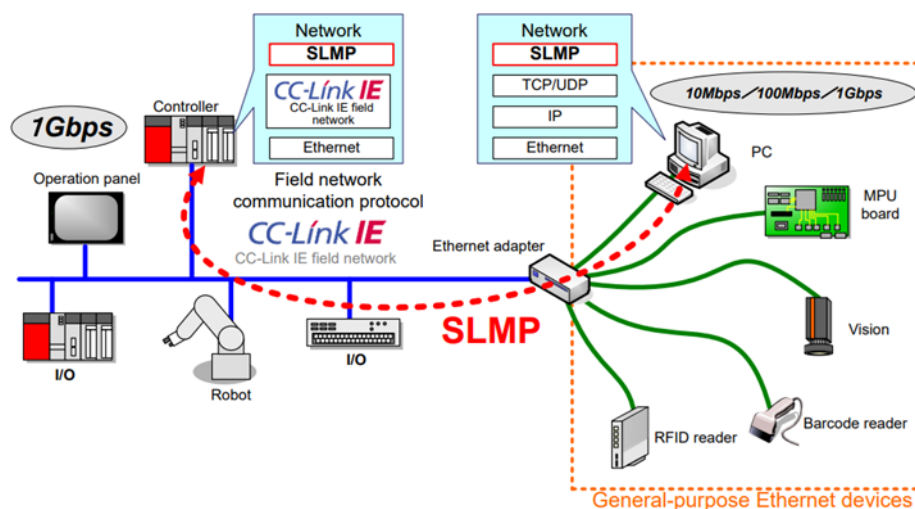 Network
SLMP
CC-Link IE
CC-Link IE field
network
Ethernet
Network
SLMP
TCP/UDP
IP
Ethernet
10Mbps／100Mbps／1Gbps
1Gbps
Controller
PC
Operation panel
Field network
communication protocol
CC-Link IE
CC-Link IE field network
MPU
board
Ethernet adapter
SLMP
Vision
I/O
Robot
I/O
RFID reader
Barcode reader
General-purpose Ethernet devices